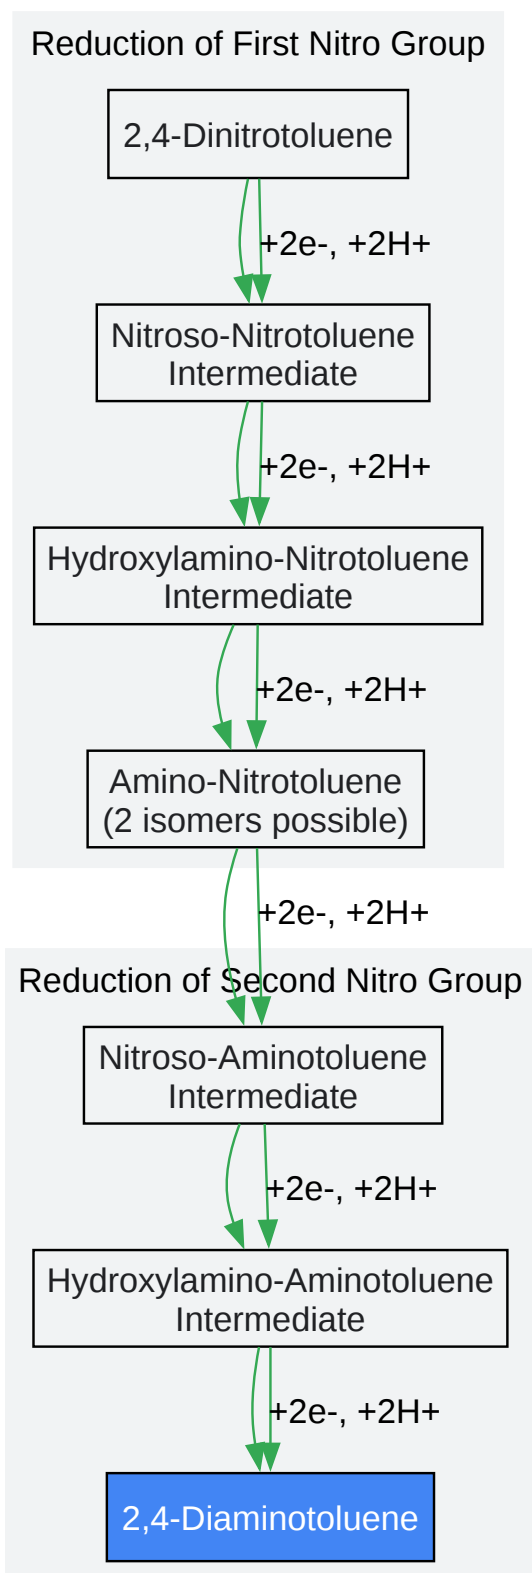 Reduction of First Nitro Group
2,4-Dinitrotoluene
+2e-, +2H+
Nitroso-Nitrotoluene
Intermediate
+2e-, +2H+
Hydroxylamino-Nitrotoluene
Intermediate
+2e-, +2H+
Amino-Nitrotoluene
(2 isomers possible)
+2e-, +2H+
Reduction of Second Nitro Group
Nitroso-Aminotoluene
Intermediate
+2e-, +2H+
Hydroxylamino-Aminotoluene
Intermediate
+2e-, +2H+
2,4-Diaminotoluene